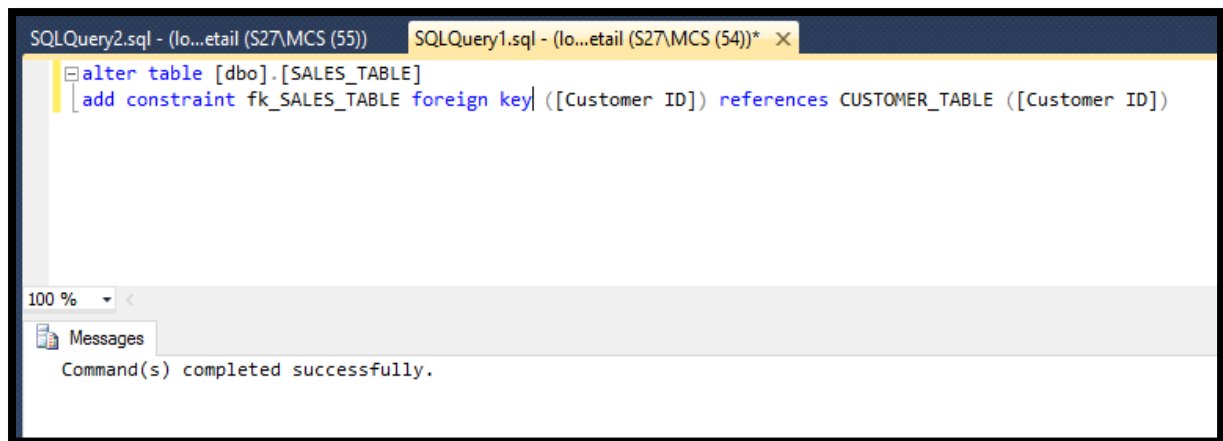 SQLQuery2.sql - (lo...etail (S27\MCS (55)) SQLQuery1.sql - (lo...etail (S27\MCS (54))* ×
alter table [dbo].[SALES_TABLE]
add constraint fk_SALES_TABLE foreign key ([Customer ID]) references CUSTOMER_TABLE ([Customer ID])
100 %
Messages
Command(s) completed successfully.